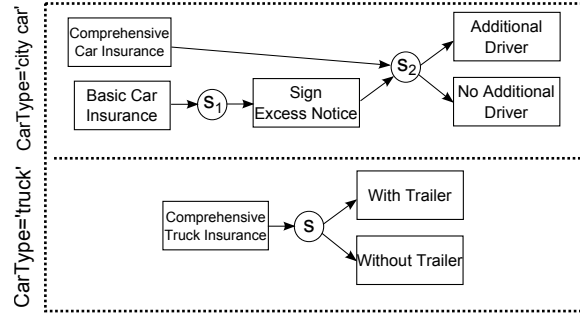 CarType='city car'
Comprehensive
Car Insurance
Basic Car
Insurance
S1
Sign
Excess Notice
S2
Additional
Driver
No Additional
Driver
CarType='truck'
Comprehensive
Truck Insurance
S
With Trailer
Without Trailer